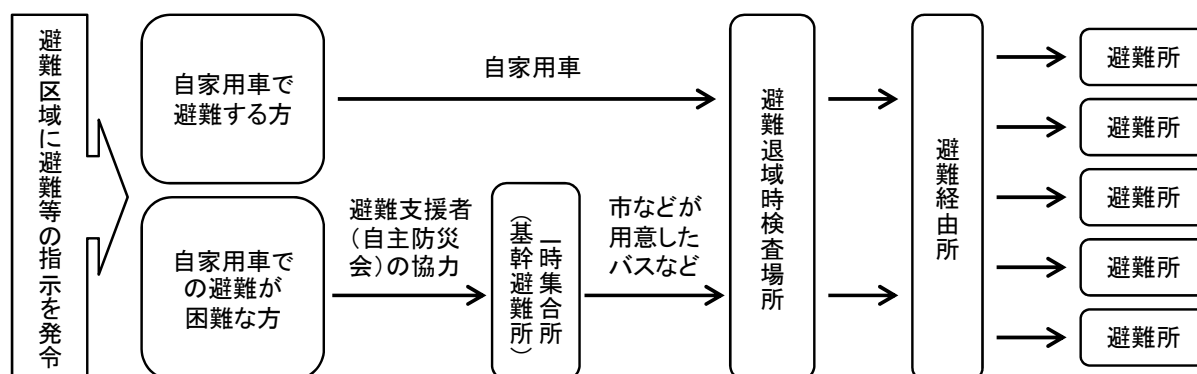 避難区域に避難等の指示を発令
自家用車で
避難する方
自家用車
自家用車で
の避難が
困難な方
避難支援者
(自主防災
会)の協力
一時集合所
(基幹避難所)
市などが
用意した
バスなど
避難退域時検査場所
避難経由所
避難所
避難所
避難所
避難所
避難所